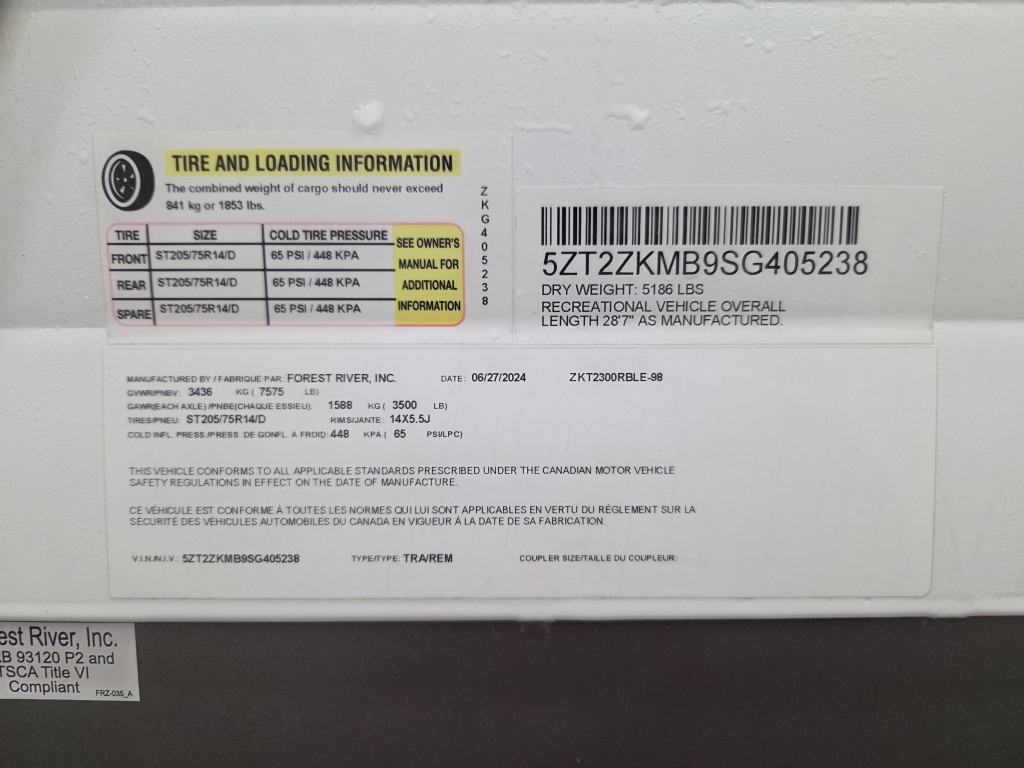 TIRE AND LOADING INFORMATION
The combined weight of cargo should never exceed
841 kg or 1853 lbs.
TIRE SIZE COLD TIRE PRESSURE
FRONT ST205/75R14/D 65 PSI / 448 KPA
REAR ST205/75R14/D 65 PSI / 448 KPA
SPARE ST205/75R14/D 65 PSI / 448 KPA
SEE OWNER'S
MANUAL FOR
ADDITIONAL
INFORMATION
ZKG405238
5ZT2ZKMB9SG405238
DRY WEIGHT: 5186 LBS
RECREATIONAL VEHICLE OVERALL
LENGTH 28'7" AS MANUFACTURED.
MANUFACTURED BY / FABRIQUE PAR: FOREST RIVER, INC. DATE: 06/27/2024 ZKT2300RBLE-98
GVWR/PNBV: 3436 KG ( 7575 LB)
GAWR(EACH AXLE) /PNBE(CHAQUE ESSIEU): 1588 KG ( 3500 LB)
TIRES/PNEU: ST205/75R14/D RIMS/JANTE: 14X5.5J
COLD INFL. PRESS./PRESS. DE GONFL. À FROID: 448 KPA ( 65 PSI/LPC)
THIS VEHICLE CONFORMS TO ALL APPLICABLE STANDARDS PRESCRIBED UNDER THE CANADIAN MOTOR VEHICLE
SAFETY REGULATIONS IN EFFECT ON THE DATE OF MANUFACTURE.
CE VÉHICULE EST CONFORME À TOUTES LES NORMES QUI LUI SONT APPLICABLES EN VERTU DU RÈGLEMENT SUR LA
SÉCURITÉ DES VÉHICULES AUTOMOBILES DU CANADA EN VIGUEUR À LA DATE DE SA FABRICATION.
V.I.N./N.I.V.: 5ZT2ZKMB9SG405238 TYPE/TYPE: TRA/REM COUPLER SIZE/TAILLE DU COUPLEUR:
est River, Inc.
RB 93120 P2 and
TSCA Title VI
Compliant FRZ-035_A